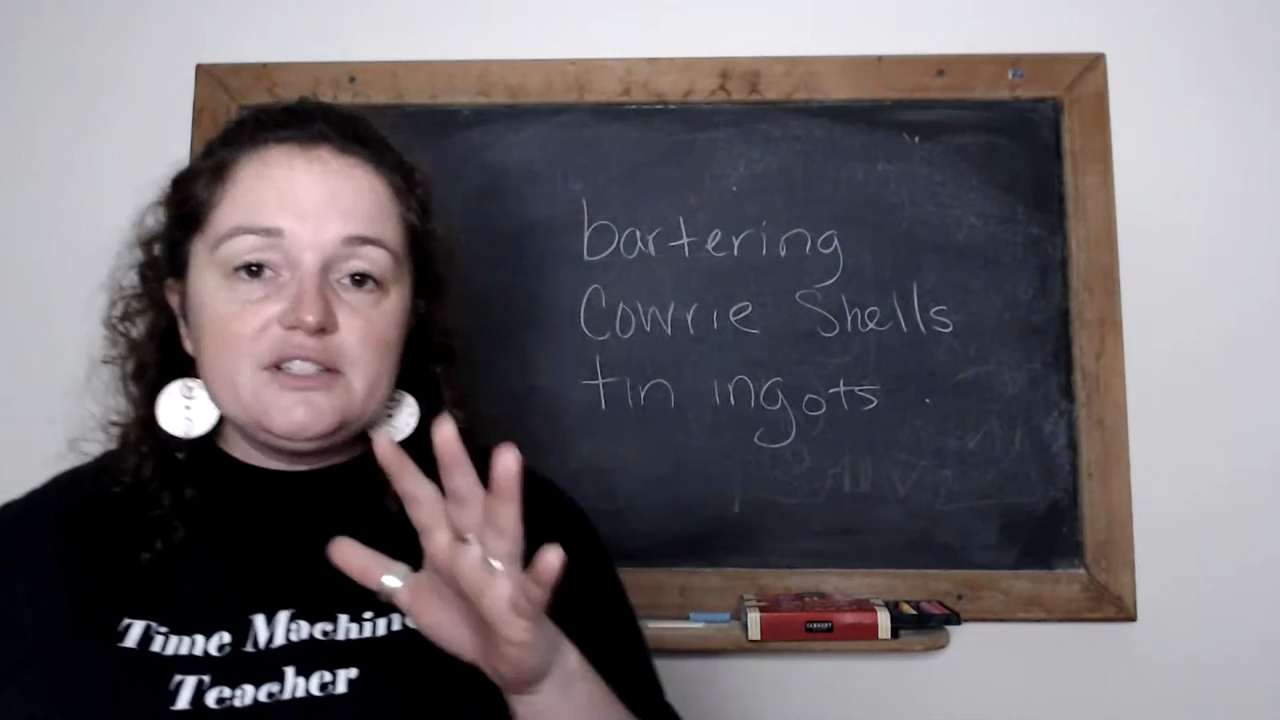 bartering
Cowrie Shells
tin ingots
Time Machine
Teacher